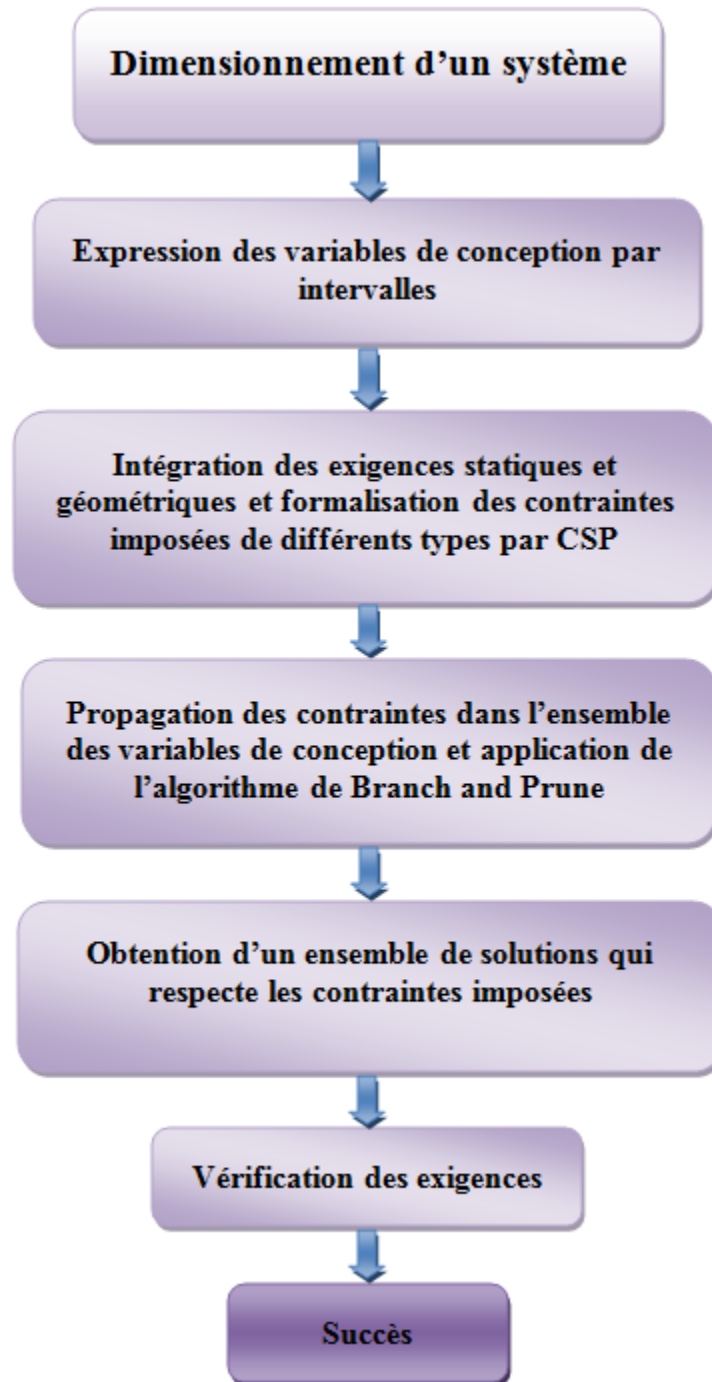 Dimensionnement d’un système
Expression des variables de conception par
intervalles
Intégration des exigences statiques et
géométriques et formalisation des contraintes
imposées de différents types par CSP
Propagation des contraintes dans l’ensemble
des variables de conception et application de
l’algorithme de Branch and Prune
Obtention d’un ensemble de solutions qui
respecte les contraintes imposées
Vérification des exigences
Succès